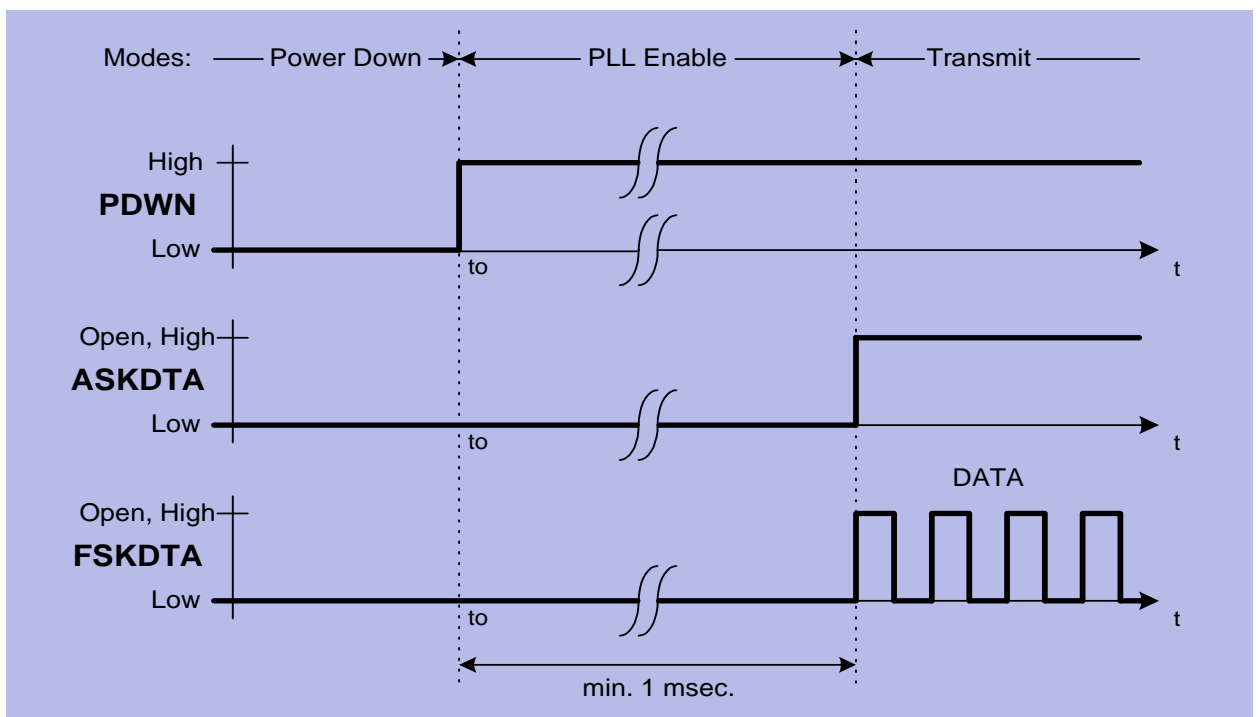 Modes: Power Down PLL Enable Transmit
High
PDWN
Low
to
t
Open, High
ASKDTA
Low
to
t
DATA
Open, High
FSKDTA
Low
to
t
min. 1 msec.